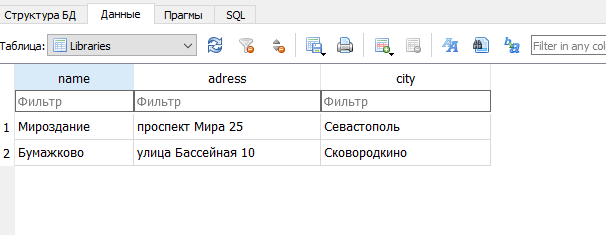 Структура БД Данные Прагмы SQL
Таблица: Libraries Filter in any col
name adress city
Фильтр Фильтр Фильтр
1 Мироздание проспект Мира 25 Севастополь
2 Бумажково улица Бассейная 10 Сковородкино